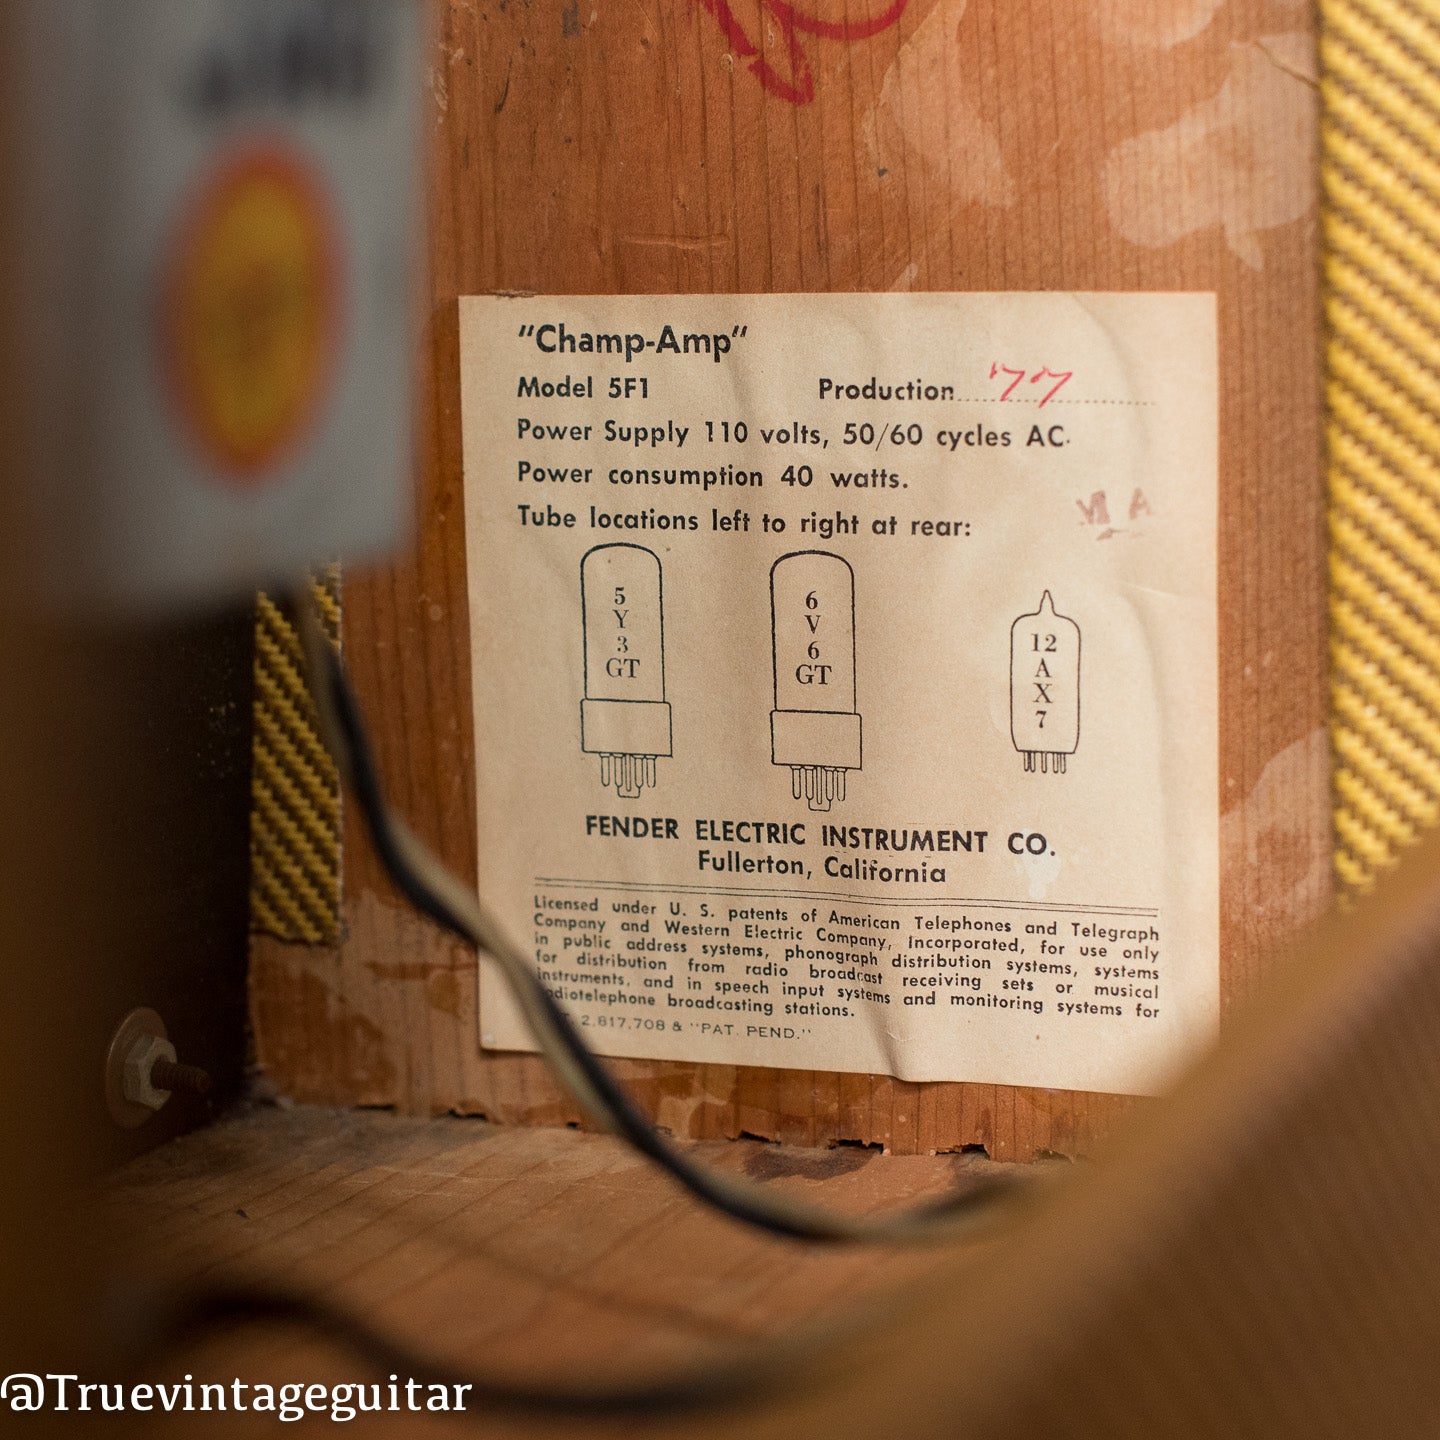 "Champ-Amp"
Model 5F1 Production '77
Power Supply 110 volts, 50/60 cycles AC.
Power consumption 40 watts.
Tube locations left to right at rear:
5
Y
3
GT
6
V
6
GT
12
A
X
7
FENDER ELECTRIC INSTRUMENT CO.
Fullerton, California
Licensed under U. S. patents of American Telephones and Telegraph
Company and Western Electric Company, Incorporated, for use only
in public address systems, phonograph distribution systems, systems
for distribution from radio broadcast receiving sets or musical
instruments, and in speech input systems and monitoring systems for
broadcasting stations.
2,817,708 & "PAT. PEND."
@Truevintageguitar